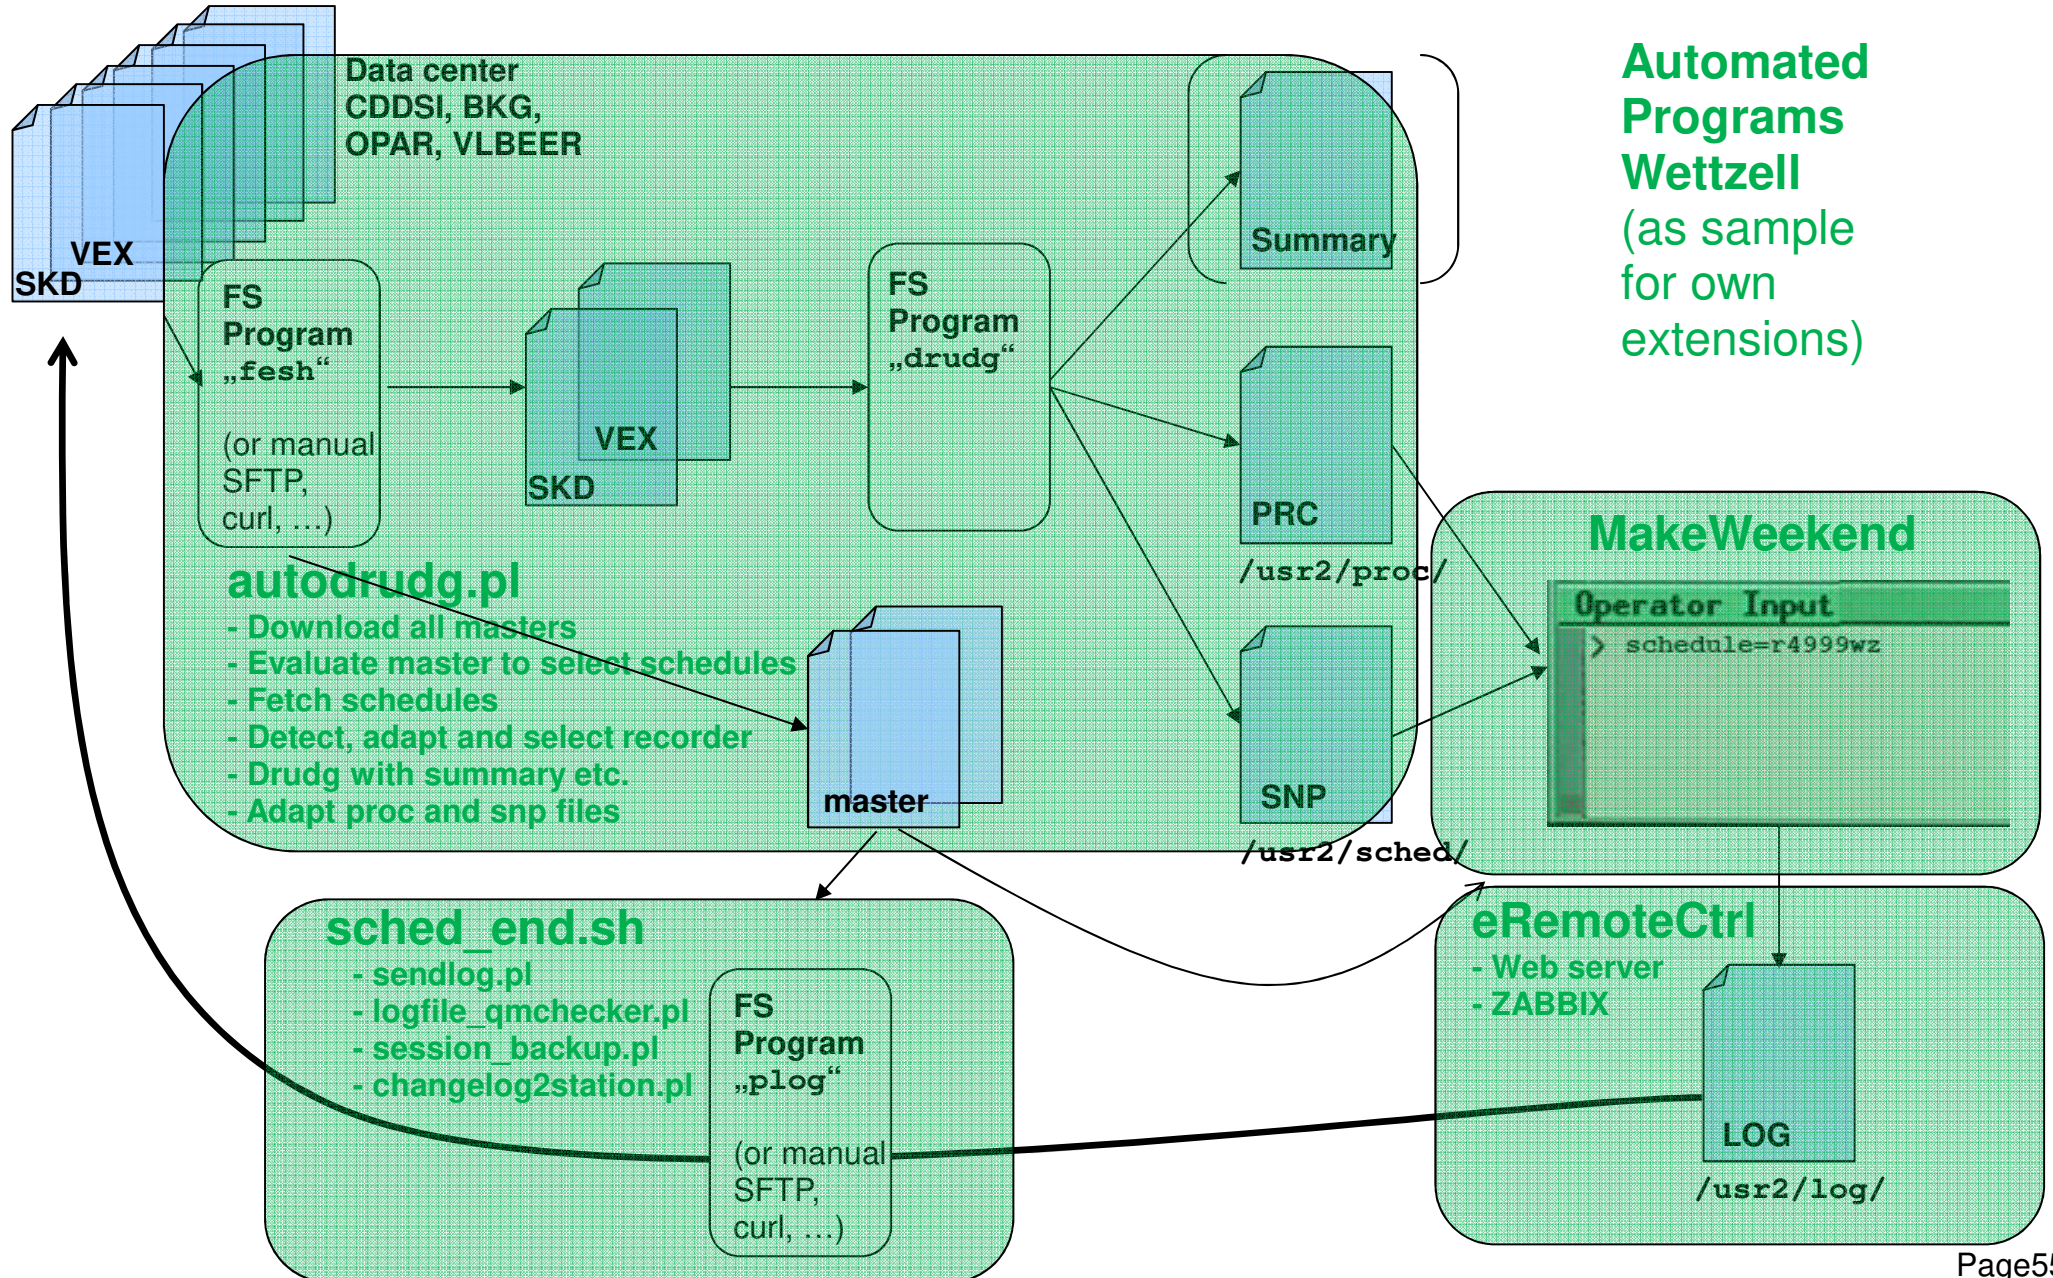 Data center
CDDSI, BKG,
OPAR, VLBEER
VEX
SKD
FS
Program
„fesh“
(or manual
SFTP,
curl, …)
VEX
SKD
FS
Program
„drudg“
Summary
PRC
/usr2/proc/
SNP
/usr2/sched/
Automated
Programs
Wettzell
(as sample
for own
extensions)
autodrudg.pl
- Download all masters
- Evaluate master to select schedules
- Fetch schedules
- Detect, adapt and select recorder
- Drudg with summary etc.
- Adapt proc and snp files
master
MakeWeekend
Operator Input
> schedule=r4999wz
sched_end.sh
- sendlog.pl
- logfile_qmchecker.pl
- session_backup.pl
- changelog2station.pl
FS
Program
„plog“
(or manual
SFTP,
curl, …)
eRemoteCtrl
- Web server
- ZABBIX
LOG
/usr2/log/
Page55